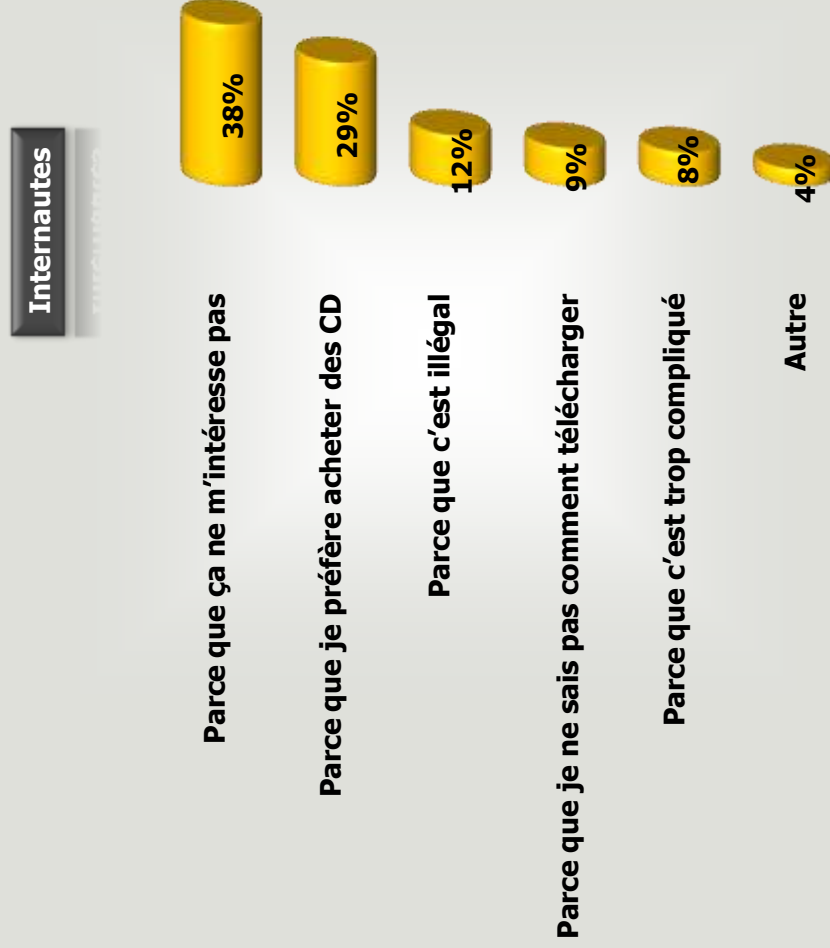 Internautes
Parce que ça ne m’intéresse pas
38%
Parce que je préfère acheter des CD
29%
Parce que c’est illégal
12%
Parce que je ne sais pas comment télécharger
9%
Parce que c’est trop compliqué
8%
Autre
4%